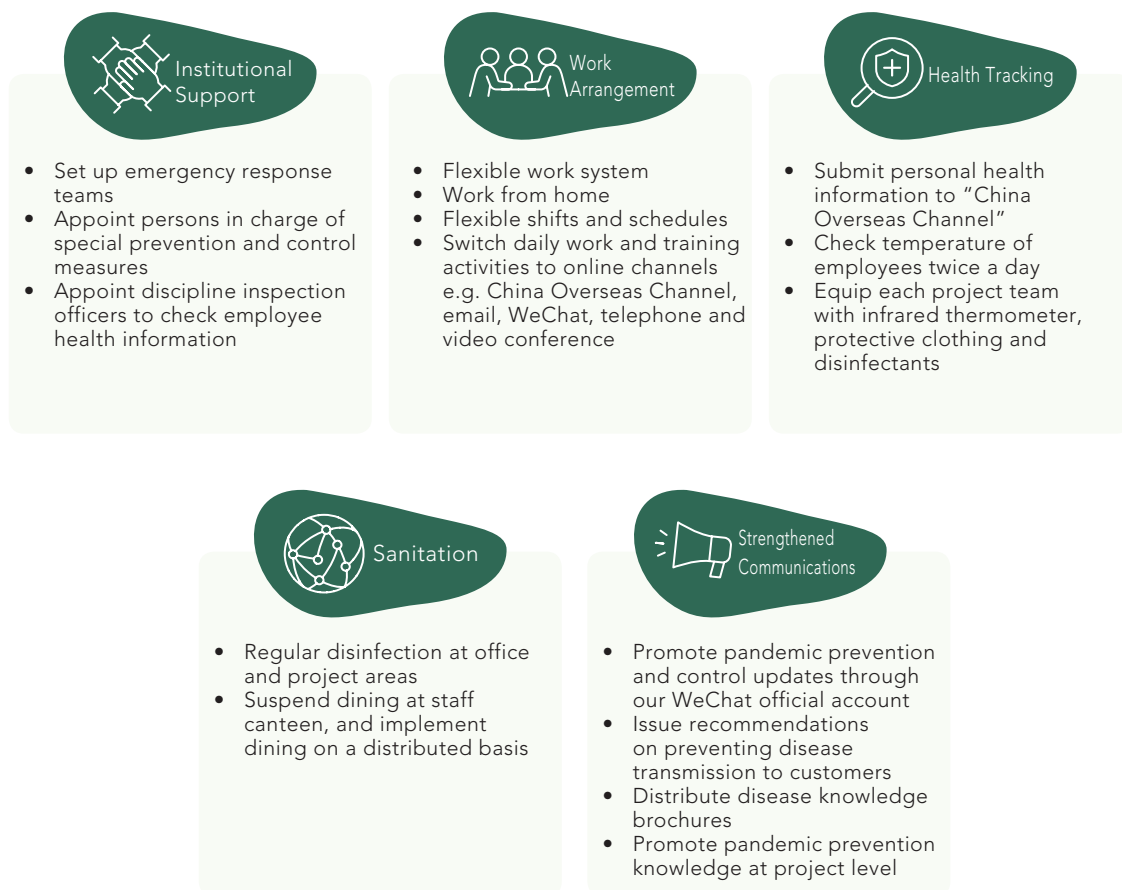 Institutional
Support
• Set up emergency response
teams
• Appoint persons in charge of
special prevention and control
measures
• Appoint discipline inspection
officers to check employee
health information
Work
Arrangement
• Flexible work system
• Work from home
• Flexible shifts and schedules
• Switch daily work and training
activities to online channels
e.g. China Overseas Channel,
email, WeChat, telephone and
video conference
Health Tracking
• Submit personal health
information to “China
Overseas Channel”
• Check temperature of
employees twice a day
• Equip each project team
with infrared thermometer,
protective clothing and
disinfectants
Sanitation
• Regular disinfection at office
and project areas
• Suspend dining at staff
canteen, and implement
dining on a distributed basis
Strengthened
Communications
• Promote pandemic prevention
and control updates through
our WeChat official account
• Issue recommendations
on preventing disease
transmission to customers
• Distribute disease knowledge
brochures
• Promote pandemic prevention
knowledge at project level